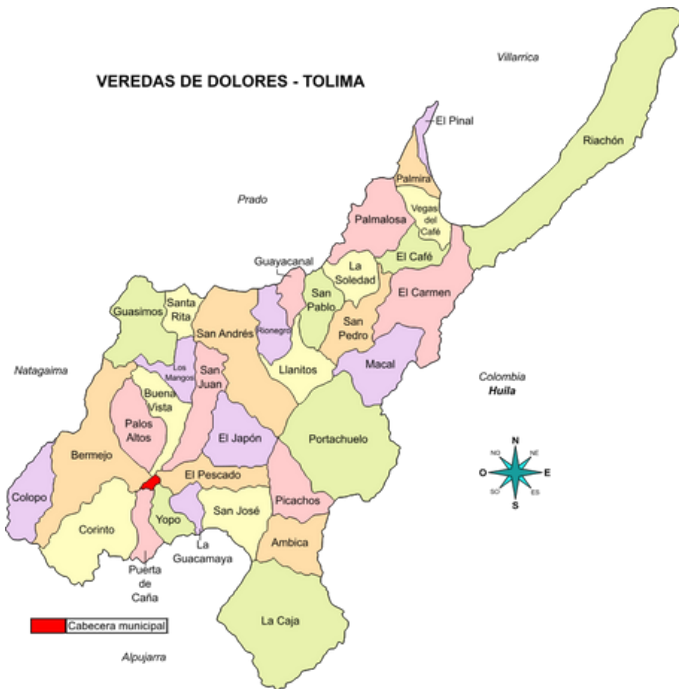 Villarrica
VEREDAS DE DOLORES - TOLIMA
El Pinal
Riachón
Palmira
Prado
Vegas
del
Café
Palmalosa
El Café
Guayacanal
La
Soledad
El Carmen
San
Pablo
Guasimos
Santa
Rita
San Andrés
Rionegro
San
Pedro
Llanitos
Macal
Natagaima
Los
Mangos
San
Juan
Colombia
Huila
Buena
Vista
Palos
Altos
El Japón
Portachuelo
Bermejo
N
NO
NE
O
E
SO
ES
S
El Pescado
Colopo
Picachos
Corinto
Yopo
San José
La
Guacamaya
Ambica
Puerta
de
Caña
La Caja
Cabecera municipal
Alpujarra